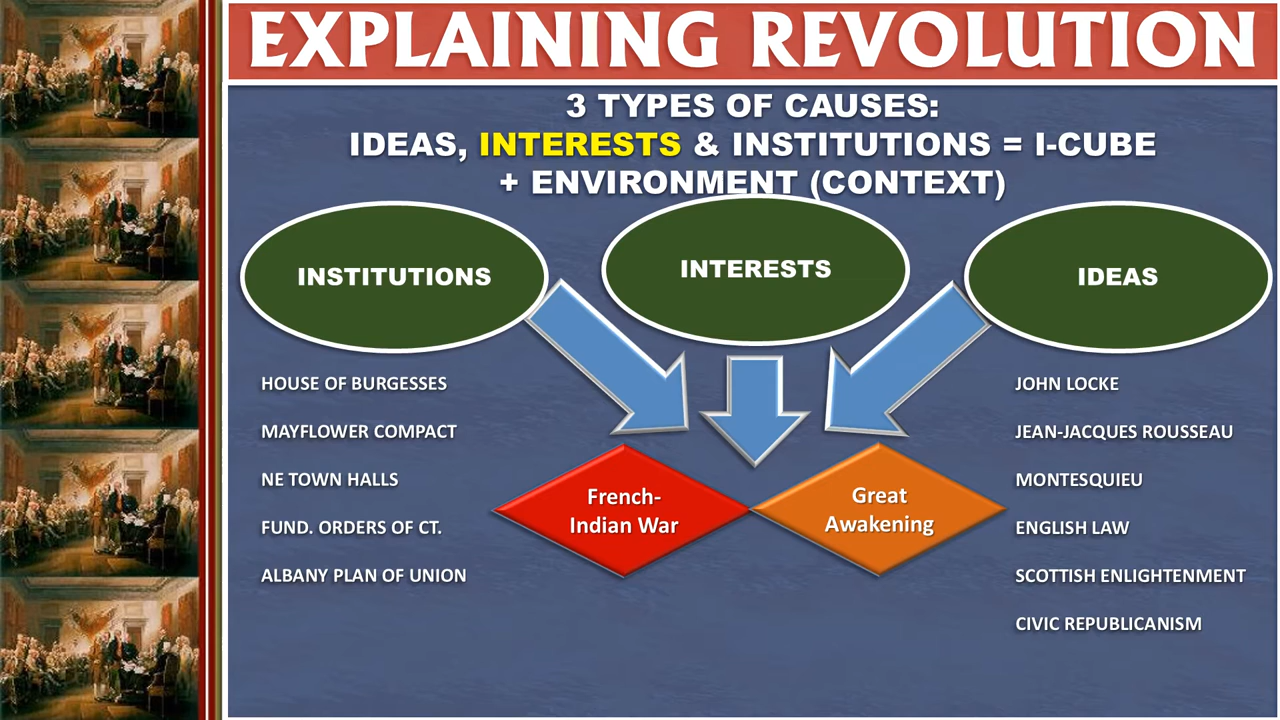 EXPLAINING REVOLUTION
3 TYPES OF CAUSES:
IDEAS, INTERESTS & INSTITUTIONS = I-CUBE
+ ENVIRONMENT (CONTEXT)
INSTITUTIONS
INTERESTS
IDEAS
HOUSE OF BURGESSES
MAYFLOWER COMPACT
NE TOWN HALLS
FUND. ORDERS OF CT.
ALBANY PLAN OF UNION
French-
Indian War
Great
Awakening
JOHN LOCKE
JEAN-JACQUES ROUSSEAU
MONTESQUIEU
ENGLISH LAW
SCOTTISH ENLIGHTENMENT
CIVIC REPUBLICANISM